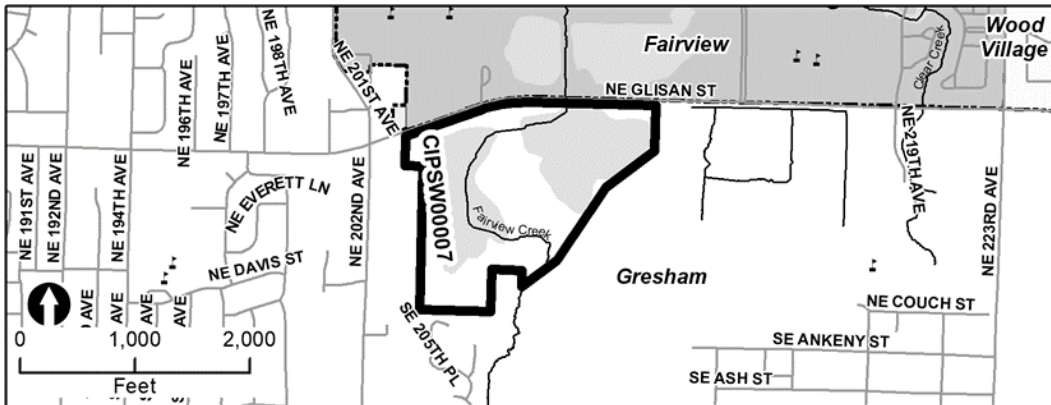 Fairview
Wood
Village
Clear Creek
NE GLISAN ST
NE 201ST AVE
NE 198TH AVE
NE 197TH AVE
NE 196TH AVE
NE 219TH AVE
CIPSW00007
NE 191ST AVE
NE 192ND AVE
NE 194TH AVE
NE EVERETT LN
NE 202ND AVE
NE 223RD AVE
Fairview Creek
NE DAVIS ST
Gresham
AVE
AVE
AVE
AVE
SE 205TH PL
NE COUCH ST
SE ANKENY ST
SE ASH ST
0 1,000 2,000
Feet